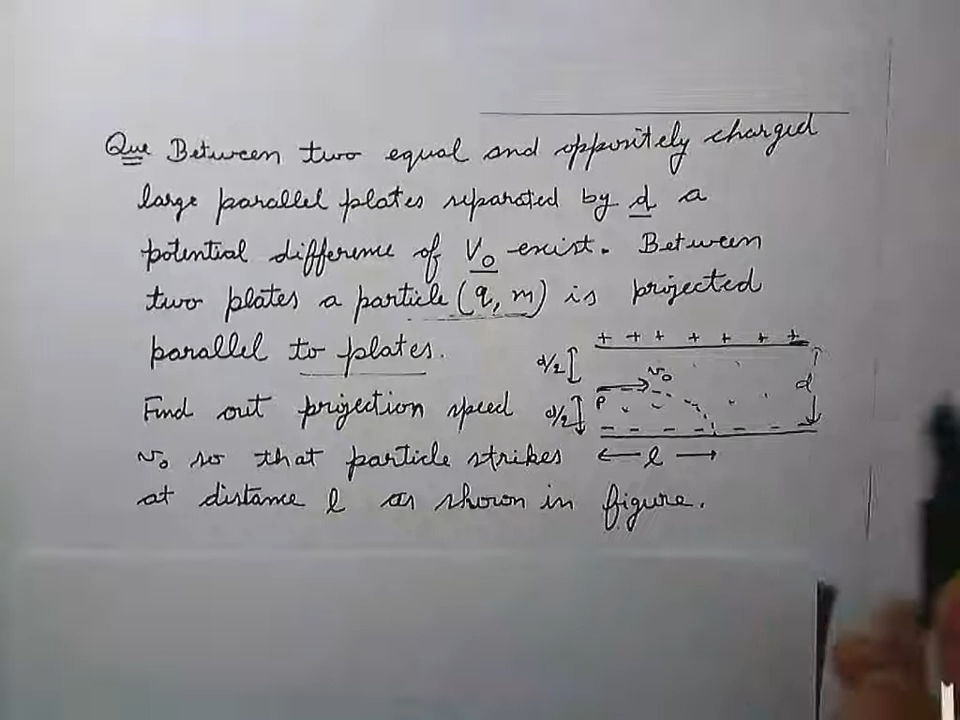 Que Between two equal and oppositely charged
large parallel plates separated by d a
potential difference of V₀ exist. Between
two plates a particle (q, m) is projected
parallel to plates.
Find out projection speed
v₀ so that particle strikes
at distance l as shown in figure.
+ + + + + + +
d/2
v₀
P
d
d/2
l